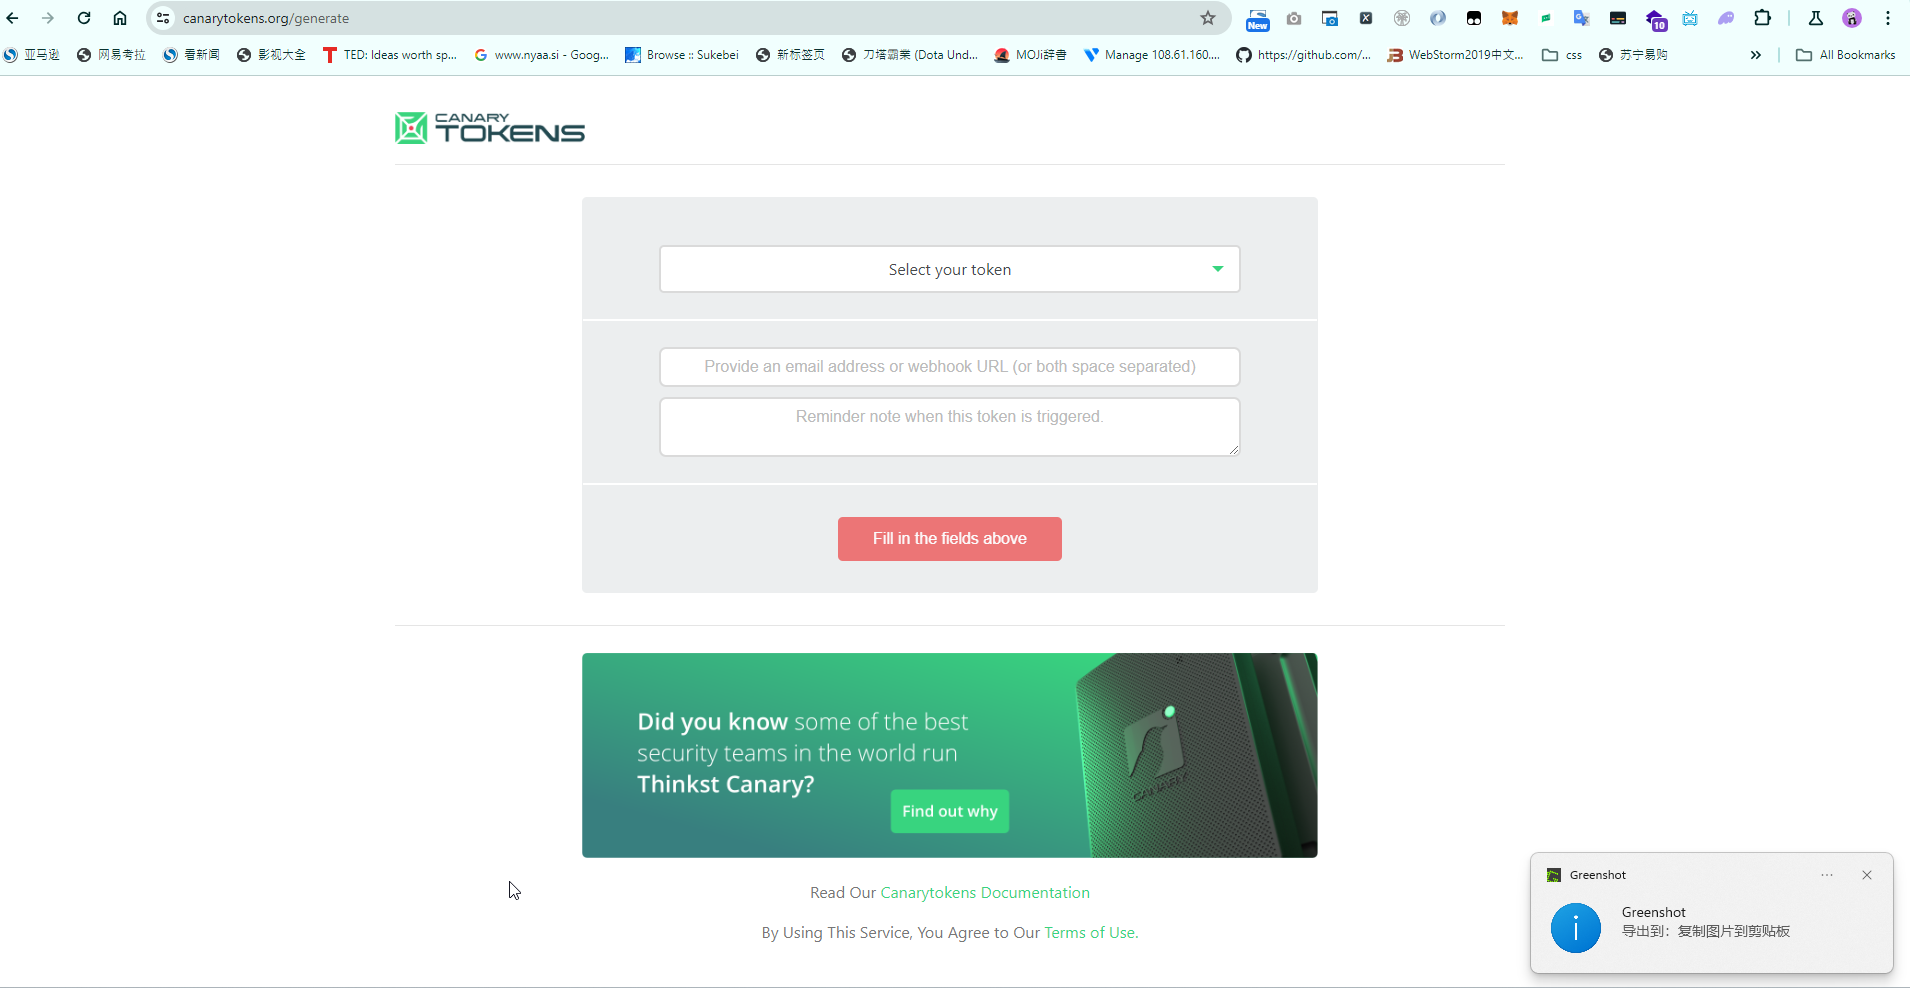 canarytokens.org/generate
New
10
亚马逊
网易考拉
看新闻
影视大全
TED: Ideas worth sp...
www.nyaa.si - Goog...
Browse :: Sukebei
新标签页
刀塔霸業 (Dota Und...
MOJi辞書
Manage 108.61.160....
https://github.com/...
WebStorm2019中文...
css
苏宁易购
All Bookmarks
CANARY
TOKENS
Select your token
Provide an email address or webhook URL (or both space separated)
Reminder note when this token is triggered.
Fill in the fields above
Did you know some of the best
security teams in the world run
Thinkst Canary?
Find out why
CANARY
Read Our Canarytokens Documentation
By Using This Service, You Agree to Our Terms of Use.
Greenshot
Greenshot
导出到：复制图片到剪贴板